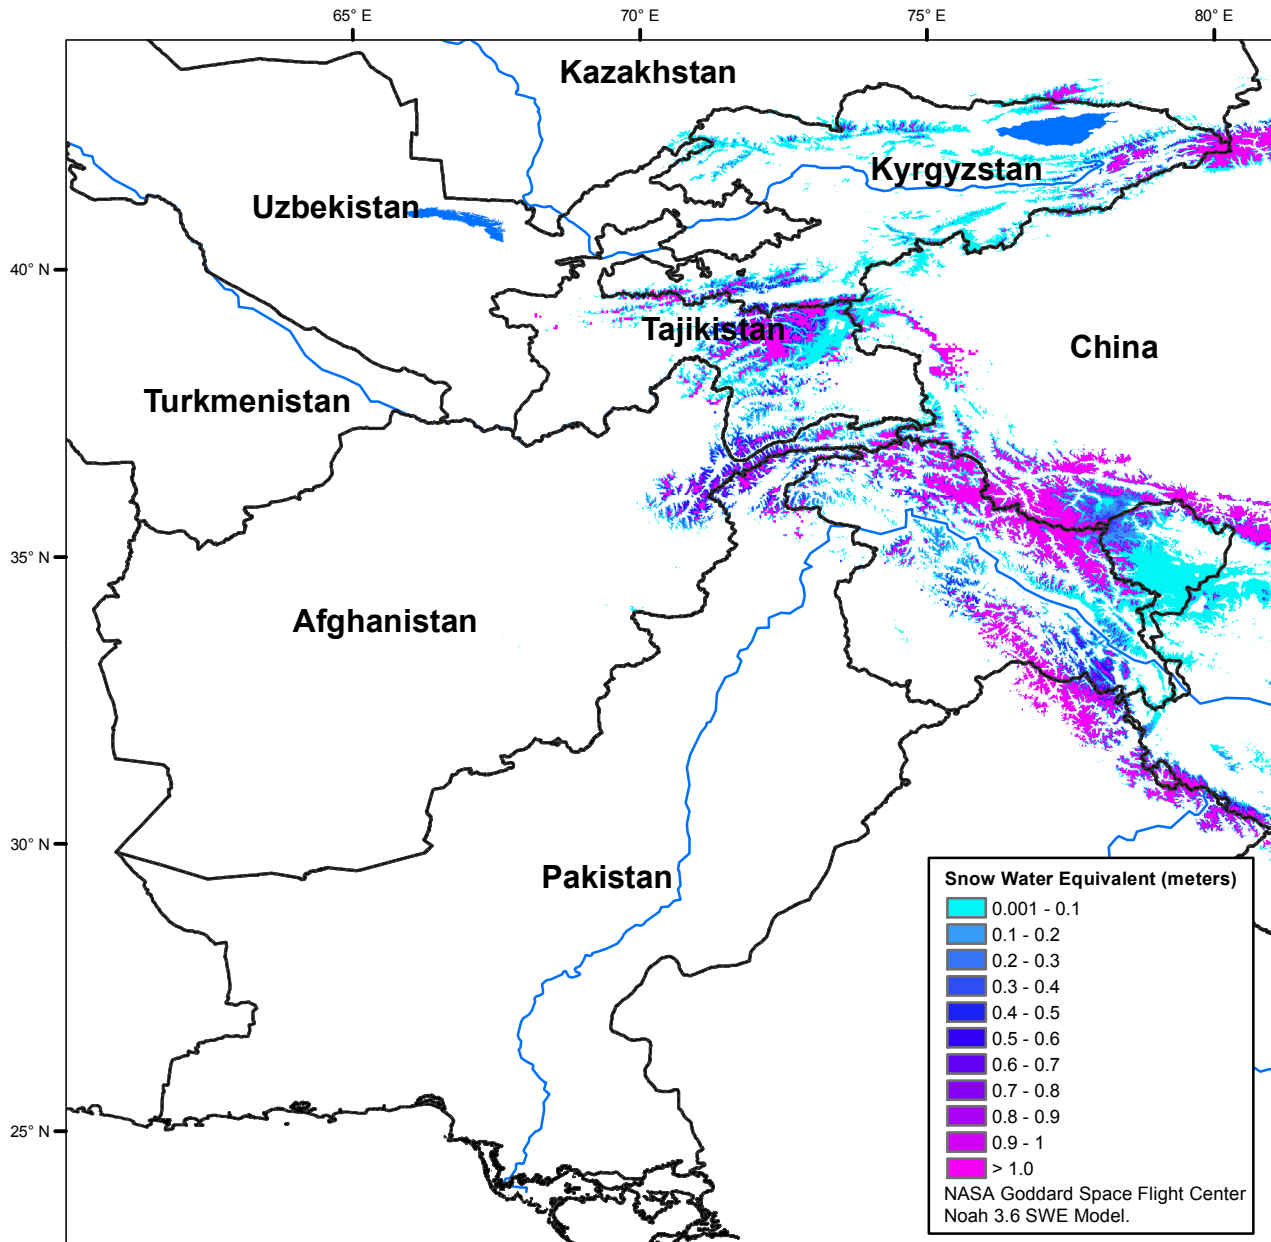 65° E
70° E
75° E
80° E
Kazakhstan
Kyrgyzstan
Uzbekistan
40° N
Tajikistan
China
Turkmenistan
35° N
Afghanistan
30° N
Pakistan
25° N
Snow Water Equivalent (meters)
0.001 - 0.1
0.1 - 0.2
0.2 - 0.3
0.3 - 0.4
0.4 - 0.5
0.5 - 0.6
0.6 - 0.7
0.7 - 0.8
0.8 - 0.9
0.9 - 1
> 1.0
NASA Goddard Space Flight Center
Noah 3.6 SWE Model.